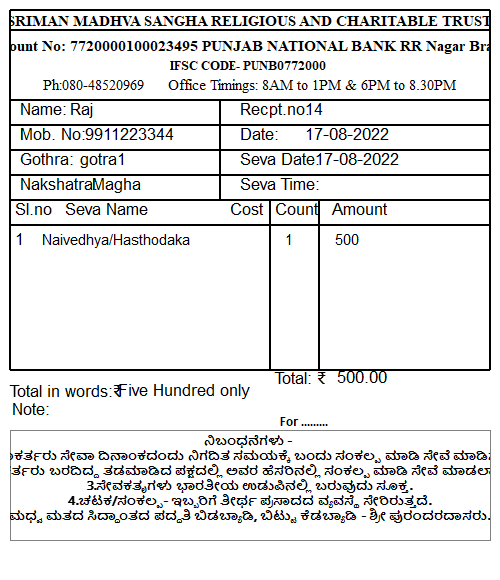 SRIMAN MADHVA SANGHA RELIGIOUS AND CHARITABLE TRUST
ount No: 7720000100023495 PUNJAB NATIONAL BANK RR Nagar Bra
IFSC CODE- PUNB0772000
Ph:080-48520969 Office Timings: 8AM to 1PM & 6PM to 8.30PM
Name: Raj Recpt.no14
Mob. No:9911223344 Date: 17-08-2022
Gothra: gotra1 Seva Date17-08-2022
NakshatraMagha Seva Time:
Sl.no Seva Name Cost Count Amount
1 Naivedhya/Hasthodaka 1 500
Total: ₹ 500.00
Total in words:₹Five Hundred only
Note:
For .........
ನಿಬಂಧನೆಗಳು -
ಕರ್ತರು ಸೇವಾ ದಿನಾಂಕದಂದು ನಿಗದಿತ ಸಮಯಕ್ಕೆ ಬಂದು ಸಂಕಲ್ಪ ಮಾಡಿ ಸೇವೆ ಮಾಡಿ
ರ್ತರು ಬರದಿದ್ದ ತಡಮಾಡಿದ ಪಕ್ಷದಲ್ಲಿ ಅವರ ಹೆಸರಿನಲ್ಲಿ ಸಂಕಲ್ಪ ಮಾಡಿ ಸೇವೆ ಮಾಡಲಾ
3.ಸೇವಕತೃಗಳು ಭಾರತೀಯ ಉಡುಪಿನಲ್ಲಿ ಬರುವುದು ಸೂಕ್ತ.
4.ಚಟಕ/ಸಂಕಲ್ಪ- ಇಬ್ಬರಿಗೆ ತೀರ್ಥ ಪ್ರಸಾದದ ವ್ಯವಸ್ಥೆ ಸೇರಿರುತ್ತದೆ.
ಮಧ್ವ ಮತದ ಸಿದ್ಧಾಂತದ ಪದ್ಧತಿ ಬಿಡಬ್ಯಾಡಿ, ಬಿಟ್ಟು ಕೆಡಬ್ಯಾಡಿ - ಶ್ರೀ ಪುರಂದರದಾಸರು.